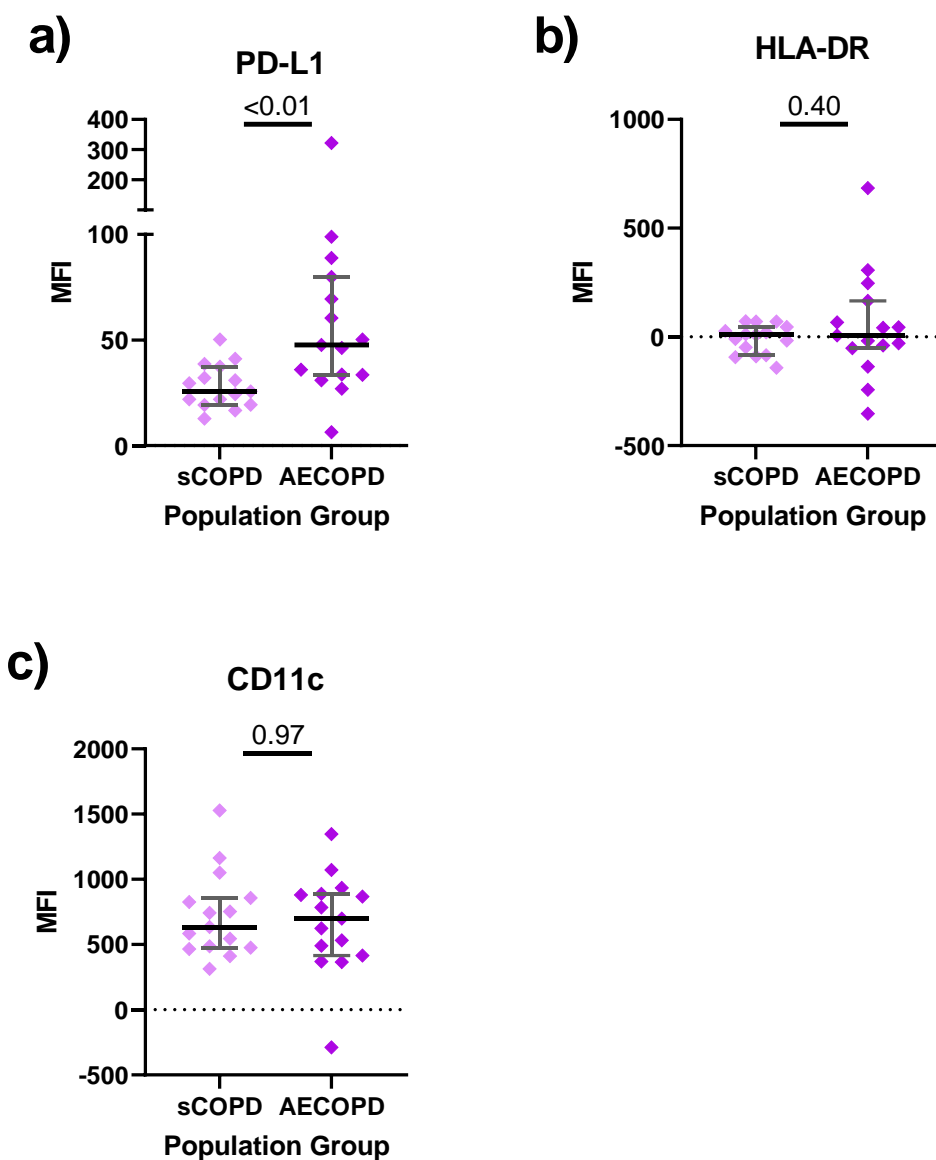 a)
PD-L1
<0.01
400
300
200
100
50
0
MFI
sCOPD AECOPD
Population Group
b)
HLA-DR
0.40
1000
500
0
-500
MFI
sCOPD AECOPD
Population Group
c)
CD11c
0.97
2000
1500
1000
500
0
-500
MFI
sCOPD AECOPD
Population Group